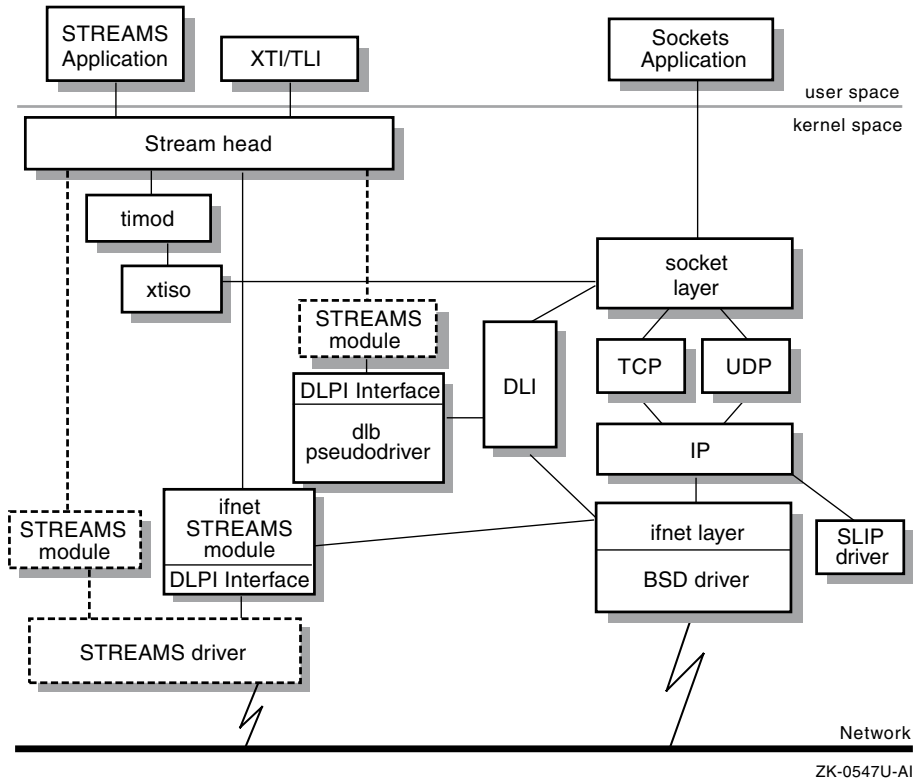 STREAMS
Application
XTI/TLI
Sockets
Application
user space
kernel space
Stream head
timod
xtiso
socket
layer
STREAMS
module
DLPI Interface
dlb
pseudodriver
DLI
TCP
UDP
IP
STREAMS
module
ifnet
STREAMS
module
DLPI Interface
ifnet layer
BSD driver
SLIP
driver
STREAMS driver
Network
ZK-0547U-AI